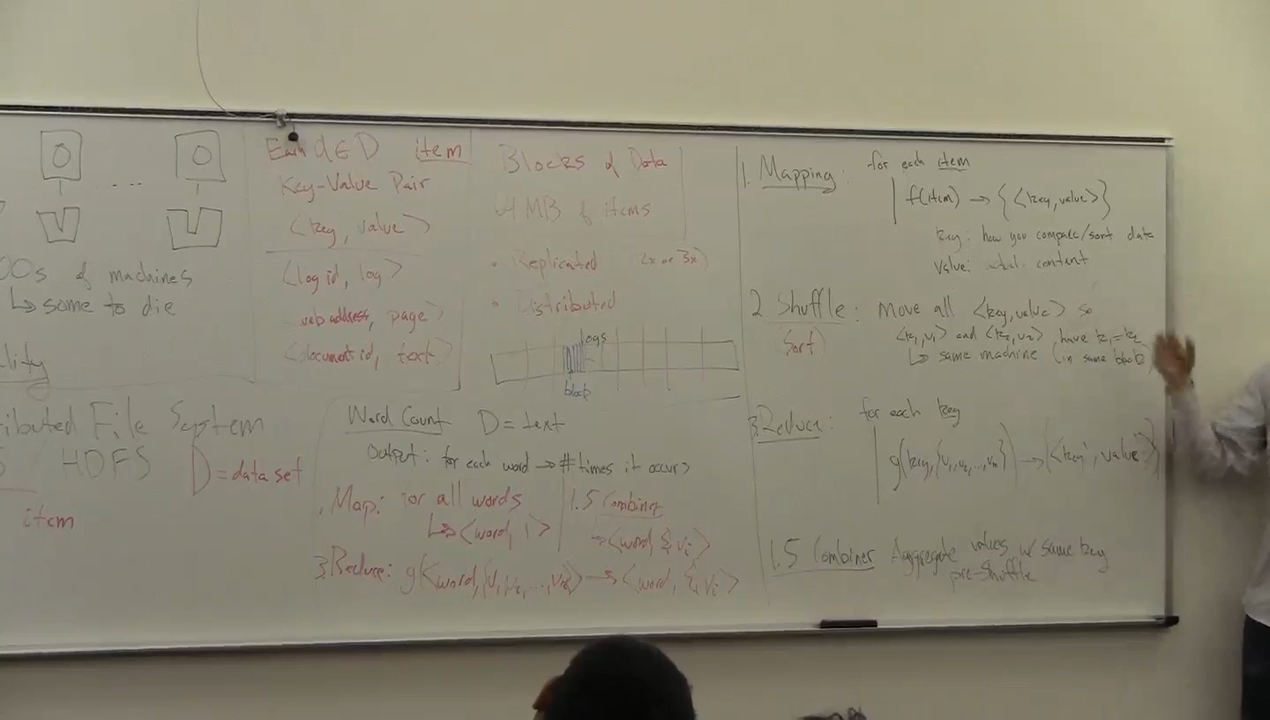 00s of machines
↳ some to die
ality
ributed File System
HDFS
D = data set
item
Each d ∈ D item
Key-Value Pair
<key, value>
<log id, log>
<web address, page>
<document id, text>
Blocks of Data
64 MB of items
• Replicated (2x or 3x)
• Distributed
logs
block
Word Count D = text
Output: for each word → # times it occurs
1. Map: for all words
↳ <word, 1>
1.5 Combiner
→ <word, Σ vi>
3. Reduce: g(<word, {v1, v2, ..., vk}>) → <word, Σ vi>
1. Mapping: for each item
f(item) → {<key, value>}
key: how you compare/sort data
value: actual content
2 Shuffle: Move all <key, value> so
(sort)
<k1, v1> and <k2, v2> have k1 = k2
↳ same machine (in same block)
3. Reduce: for each key
g(key, {v1, v2, ..., vn}) → <key', value'>
1.5 Combiner Aggregate values w/ same key
pre-shuffle